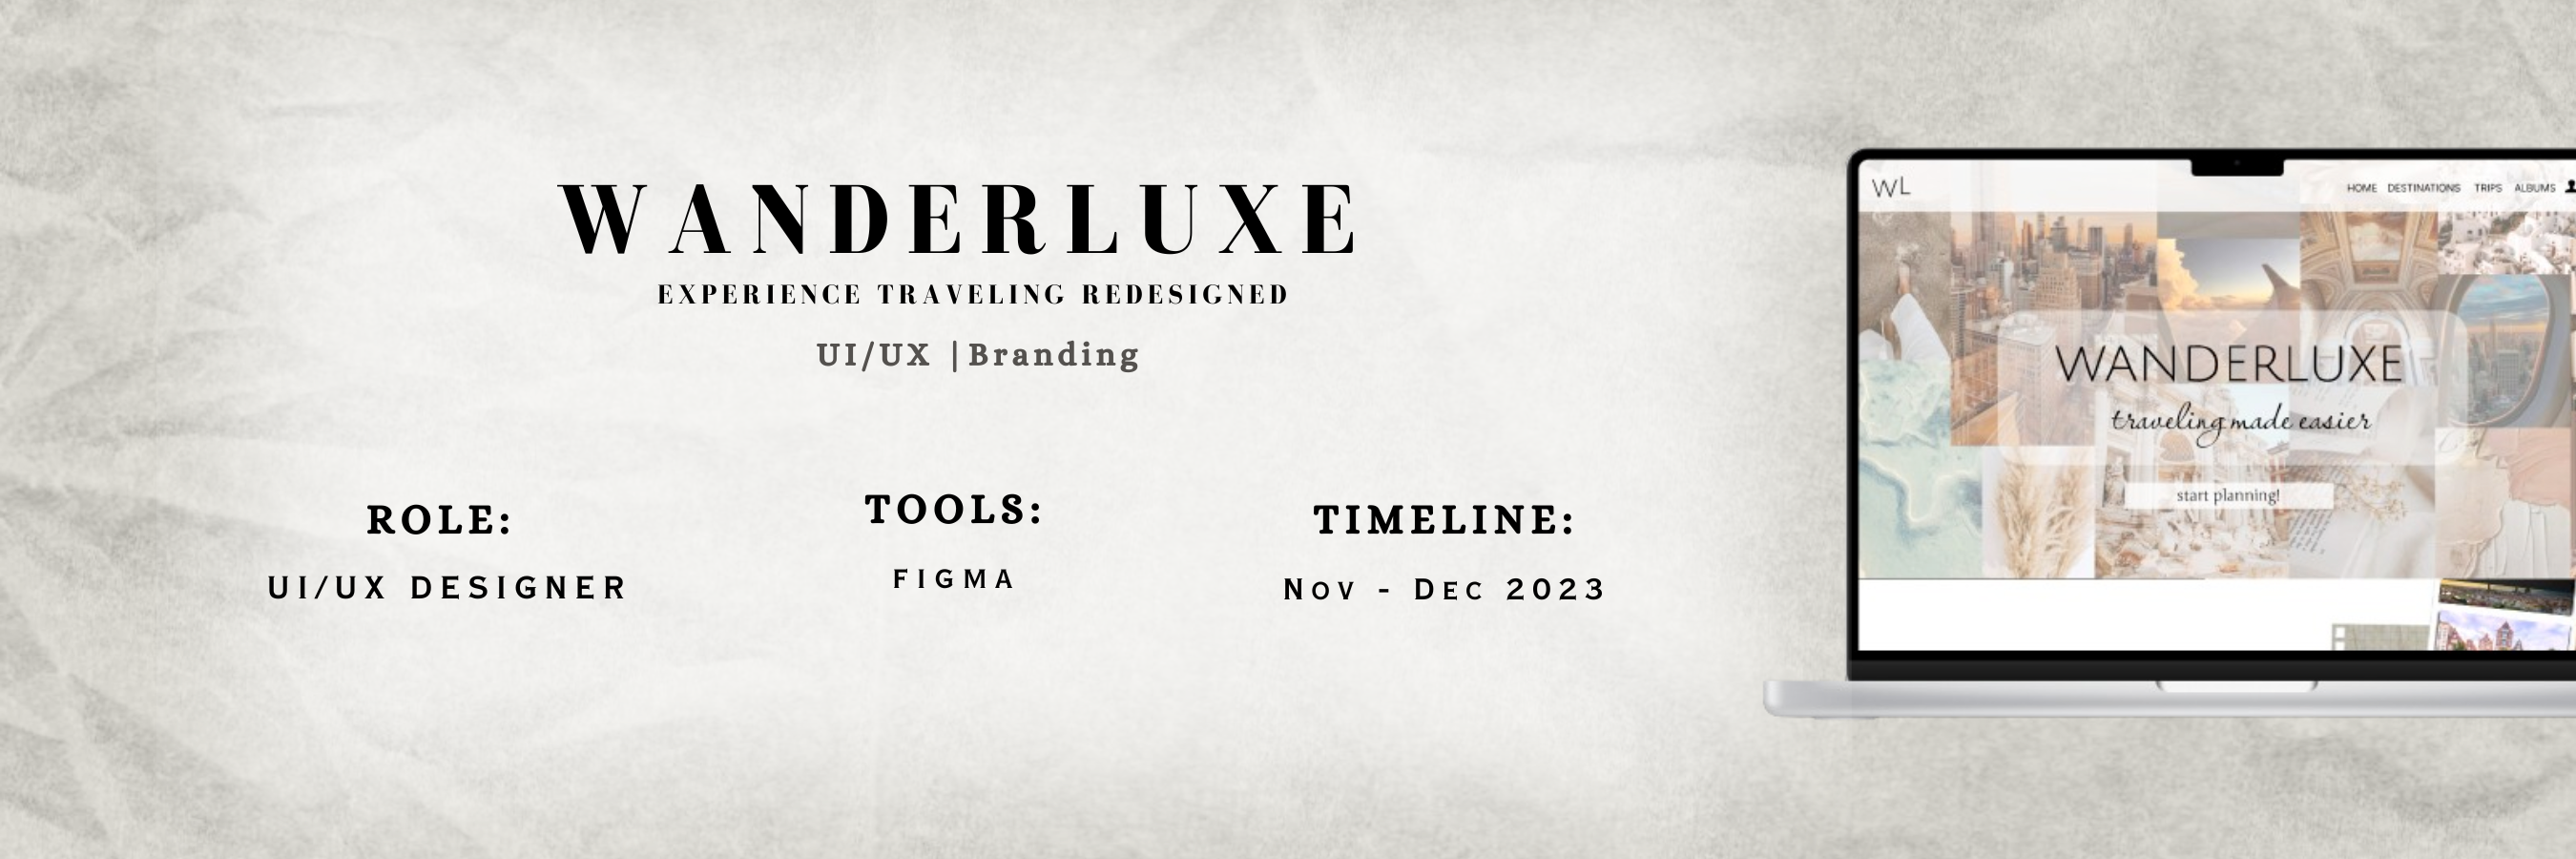 WANDERLUXE
EXPERIENCE TRAVELING REDESIGNED
UI/UX |Branding
ROLE:
UI/UX DESIGNER
TOOLS:
FIGMA
TIMELINE:
NOV - DEC 2023
WL
HOME DESTINATIONS TRIPS ALBUMS
WANDERLUXE
traveling made easier
start planning!